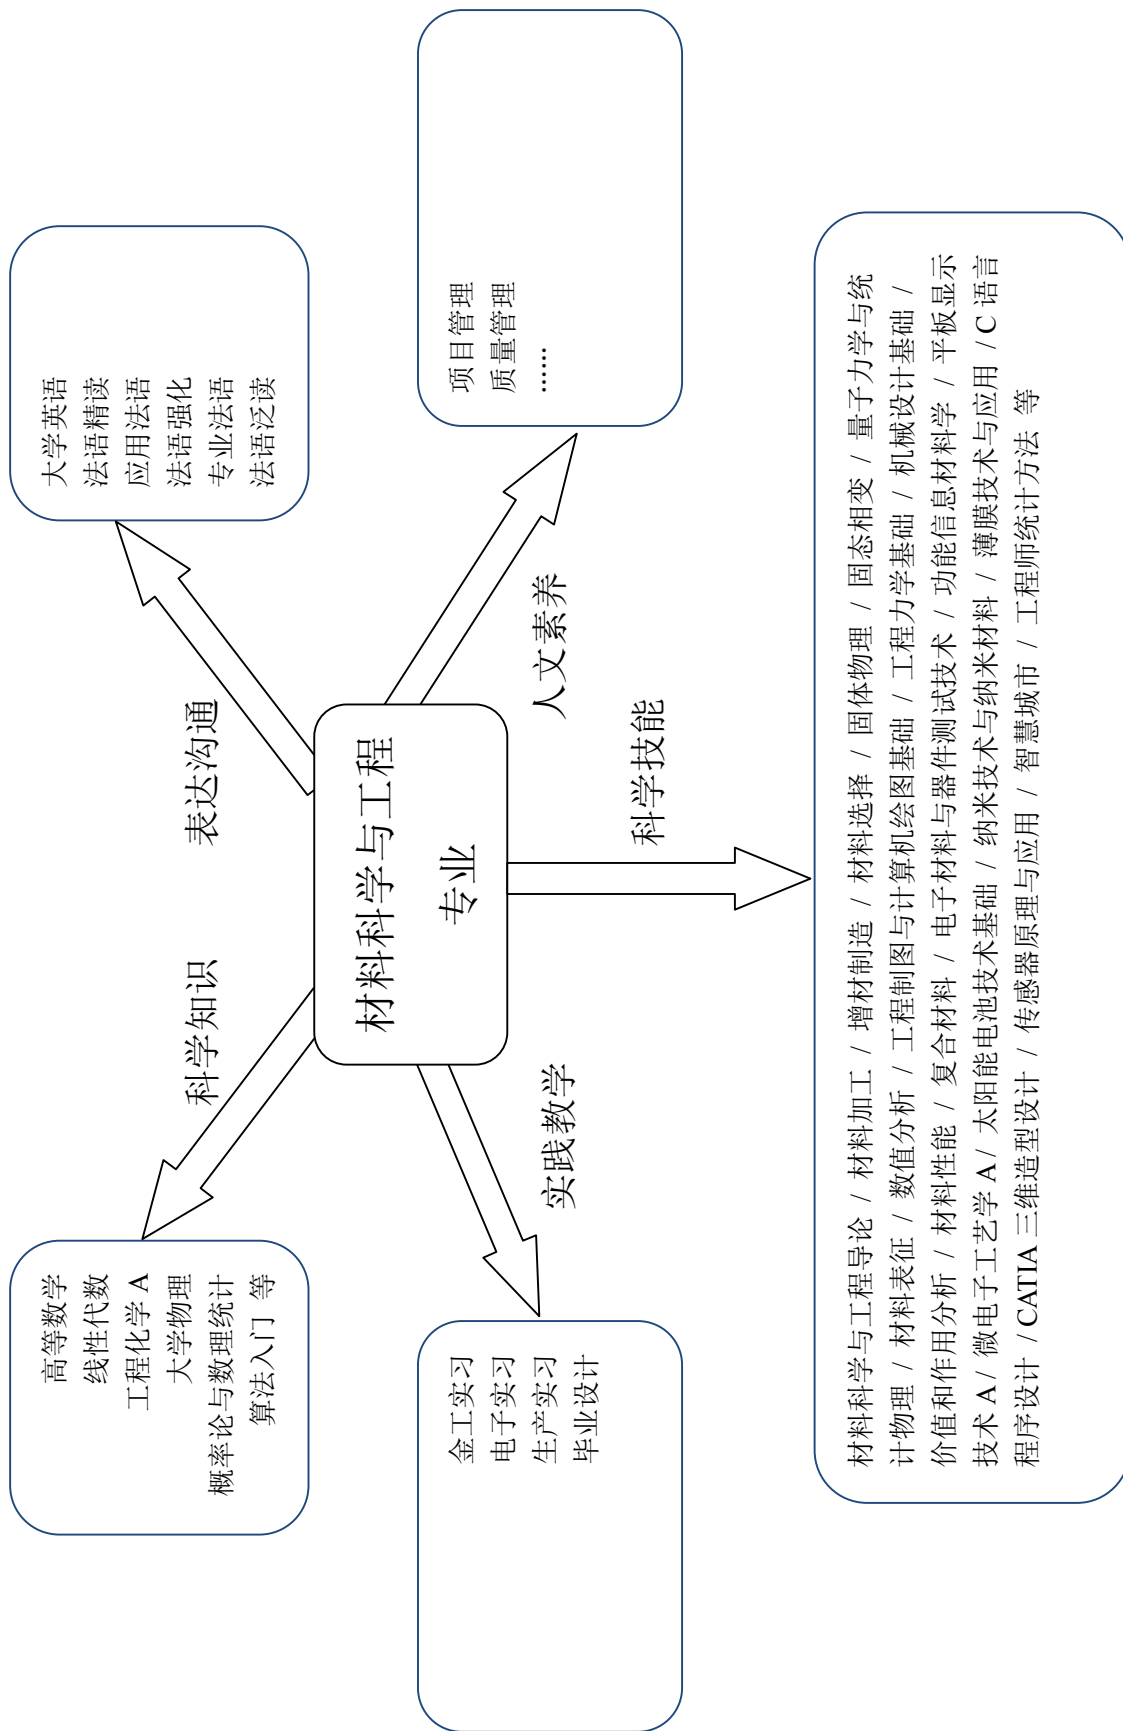 高等数学
线性代数
工程化学 A
大学物理
概率论与数理统计
算法入门 等
科学知识
表达沟通
大学英语
法语精读
应用法语
法语强化
专业法语
法语泛读
材料科学与工程
专业
金工实习
电子实习
生产实习
毕业设计
实践教学
人文素养
项目管理
质量管理
……
科学技能
材料科学与工程导论 / 材料加工 / 增材制造 / 材料选择 / 固体物理 / 固态相变 / 量子力学与统
计物理 / 材料表征 / 数值分析 / 工程制图与计算机绘图基础 / 工程力学基础 / 机械设计基础 /
价值和作用分析 / 材料性能 / 复合材料 / 电子材料与器件测试技术 / 功能信息材料学 / 平板显示
技术 A / 微电子工艺学 A / 太阳能电池技术基础 / 纳米技术与纳米材料 / 薄膜技术与应用 / C 语言
程序设计 / CATIA 三维造型设计 / 传感器原理与应用 / 智慧城市 / 工程师统计方法 等